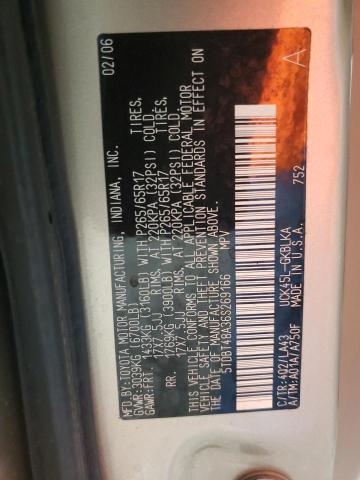 02/06
MFD. BY:
TOYOTA MOTOR MANUFACTURING, INDIANA, INC.
GVWR:3039KG (6700LB)
GAWR:FRT. 1433KG(3160LB) WITH P265/65R17 TIRES,
17X7.5JJ RIMS, AT 220KPA (32PSI) COLD.
RR. 1769KG(3900LB) WITH P265/65R17 TIRES,
17X7.5JJ RIMS, AT 220KPA (32PSI) COLD.
THIS VEHICLE CONFORMS TO ALL APPLICABLE FEDERAL MOTOR
VEHICLE SAFETY AND THEFT PREVENTION STANDARDS IN EFFECT ON
THE DATE OF MANUFACTURE SHOWN ABOVE.
5TDBT48A36S269166 MPV
752
A
C/TR:4Q2/LA43 UCK45L-GKBLKA
A/TM:A01A/A750F MADE IN U.S.A.